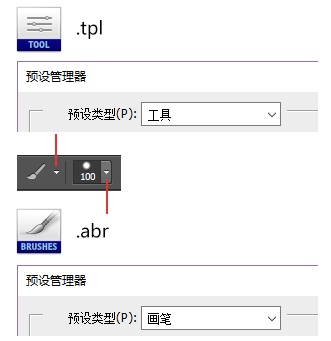 TOOL .tpl
预设管理器
预设类型(P): 工具
100
BRUSHES .abr
预设管理器
预设类型(P): 画笔